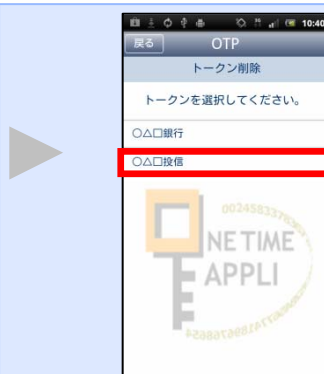 10:40
戻る OTP
トークン削除
トークンを選択してください。
○△□銀行
○△□投信
NE TIME
APPLI